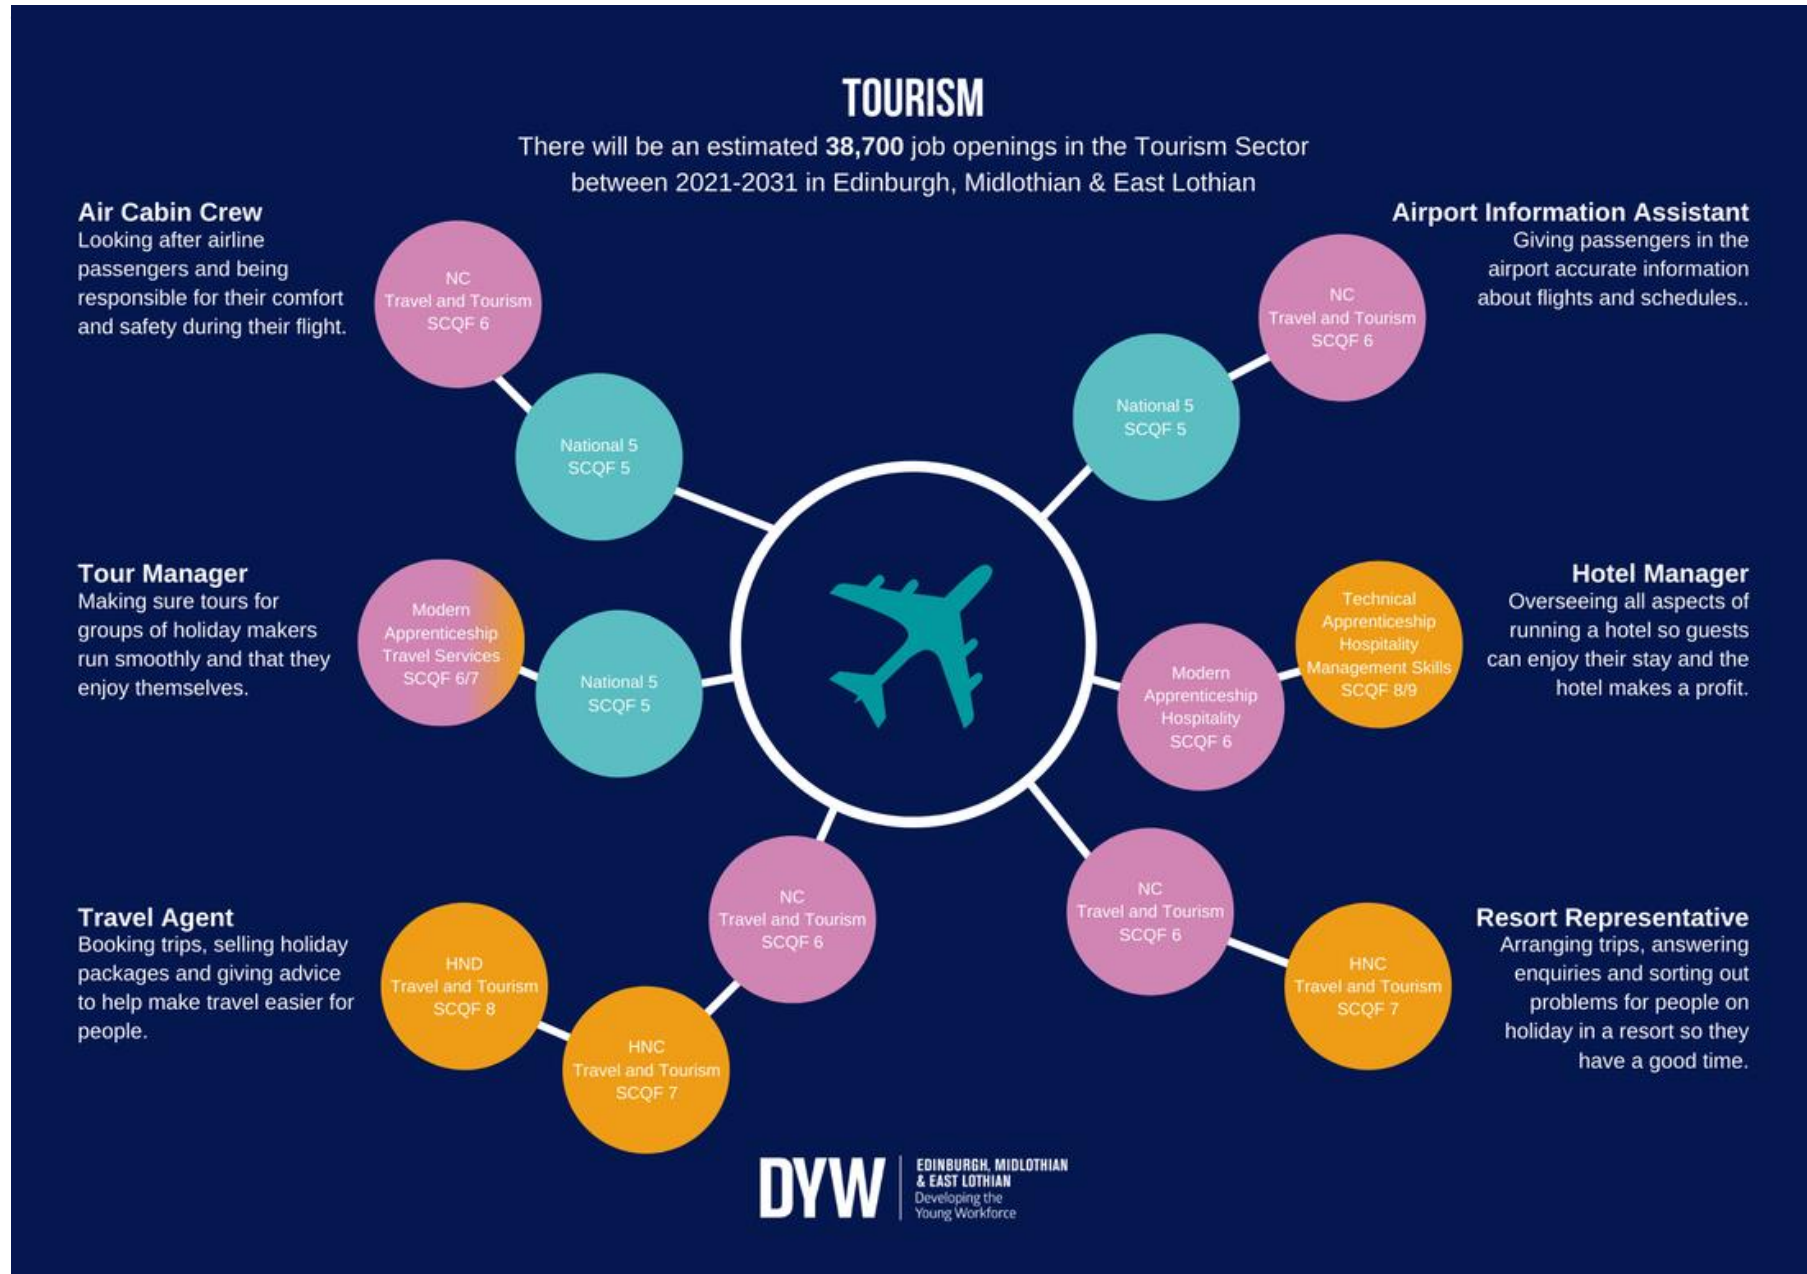 TOURISM
There will be an estimated 38,700 job openings in the Tourism Sector
between 2021-2031 in Edinburgh, Midlothian & East Lothian
Air Cabin Crew
Looking after airline
passengers and being
responsible for their comfort
and safety during their flight.
NC
Travel and Tourism
SCQF 6
National 5
SCQF 5
Airport Information Assistant
Giving passengers in the
airport accurate information
about flights and schedules..
NC
Travel and Tourism
SCQF 6
National 5
SCQF 5
Tour Manager
Making sure tours for
groups of holiday makers
run smoothly and that they
enjoy themselves.
Modern
Apprenticeship
Travel Services
SCQF 6/7
National 5
SCQF 5
Hotel Manager
Overseeing all aspects of
running a hotel so guests
can enjoy their stay and the
hotel makes a profit.
Technical
Apprenticeship
Hospitality
Management Skills
SCQF 8/9
Modern
Apprenticeship
Hospitality
SCQF 6
Travel Agent
Booking trips, selling holiday
packages and giving advice
to help make travel easier for
people.
HND
Travel and Tourism
SCQF 8
HNC
Travel and Tourism
SCQF 7
NC
Travel and Tourism
SCQF 6
NC
Travel and Tourism
SCQF 6
HNC
Travel and Tourism
SCQF 7
Resort Representative
Arranging trips, answering
enquiries and sorting out
problems for people on
holiday in a resort so they
have a good time.
DYW
EDINBURGH, MIDLOTHIAN
& EAST LOTHIAN
Developing the
Young Workforce